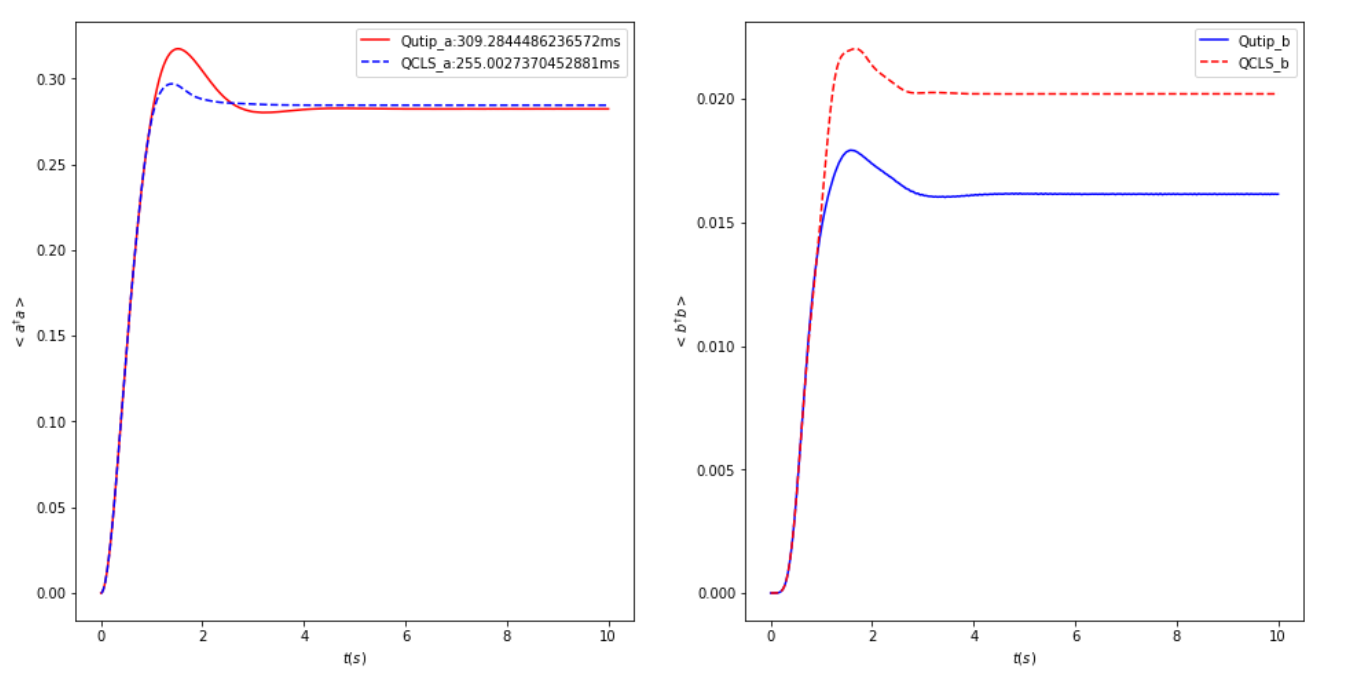 Qutip_a:309.2844486236572ms
QCLS_a:255.0027370452881ms
0.30
0.25
0.20
0.15
0.10
0.05
0.00
< a†a >
0 2 4 6 8 10
t(s)
Qutip_b
QCLS_b
0.020
0.015
0.010
0.005
0.000
< b†b >
0 2 4 6 8 10
t(s)